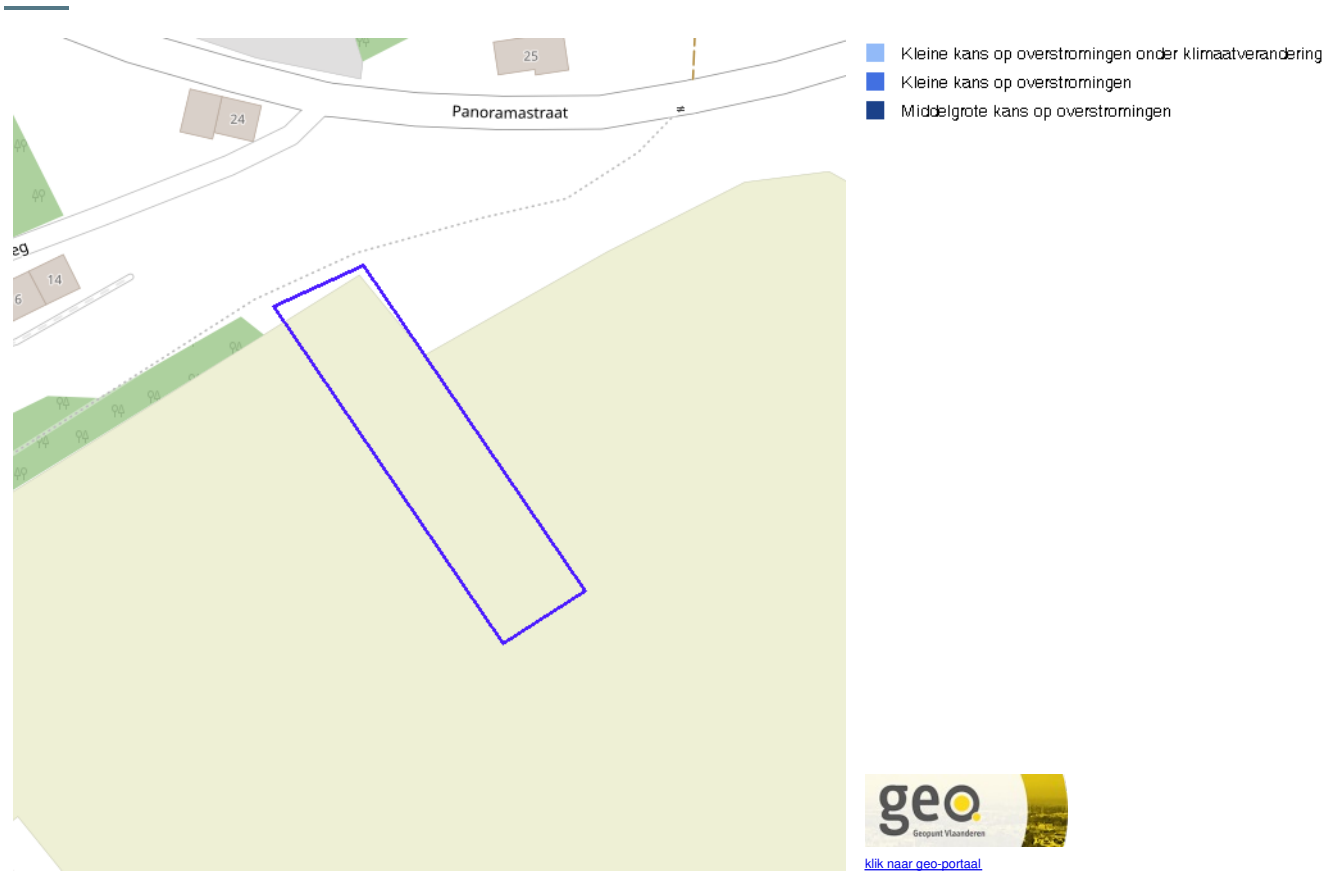 25
24
Panoramastraat
eg
14
6
Kleine kans op overstromingen onder klimaatverandering
Kleine kans op overstromingen
Middelgrote kans op overstromingen
geo
Geopunt Vlaanderen
klik naar geo-portaal